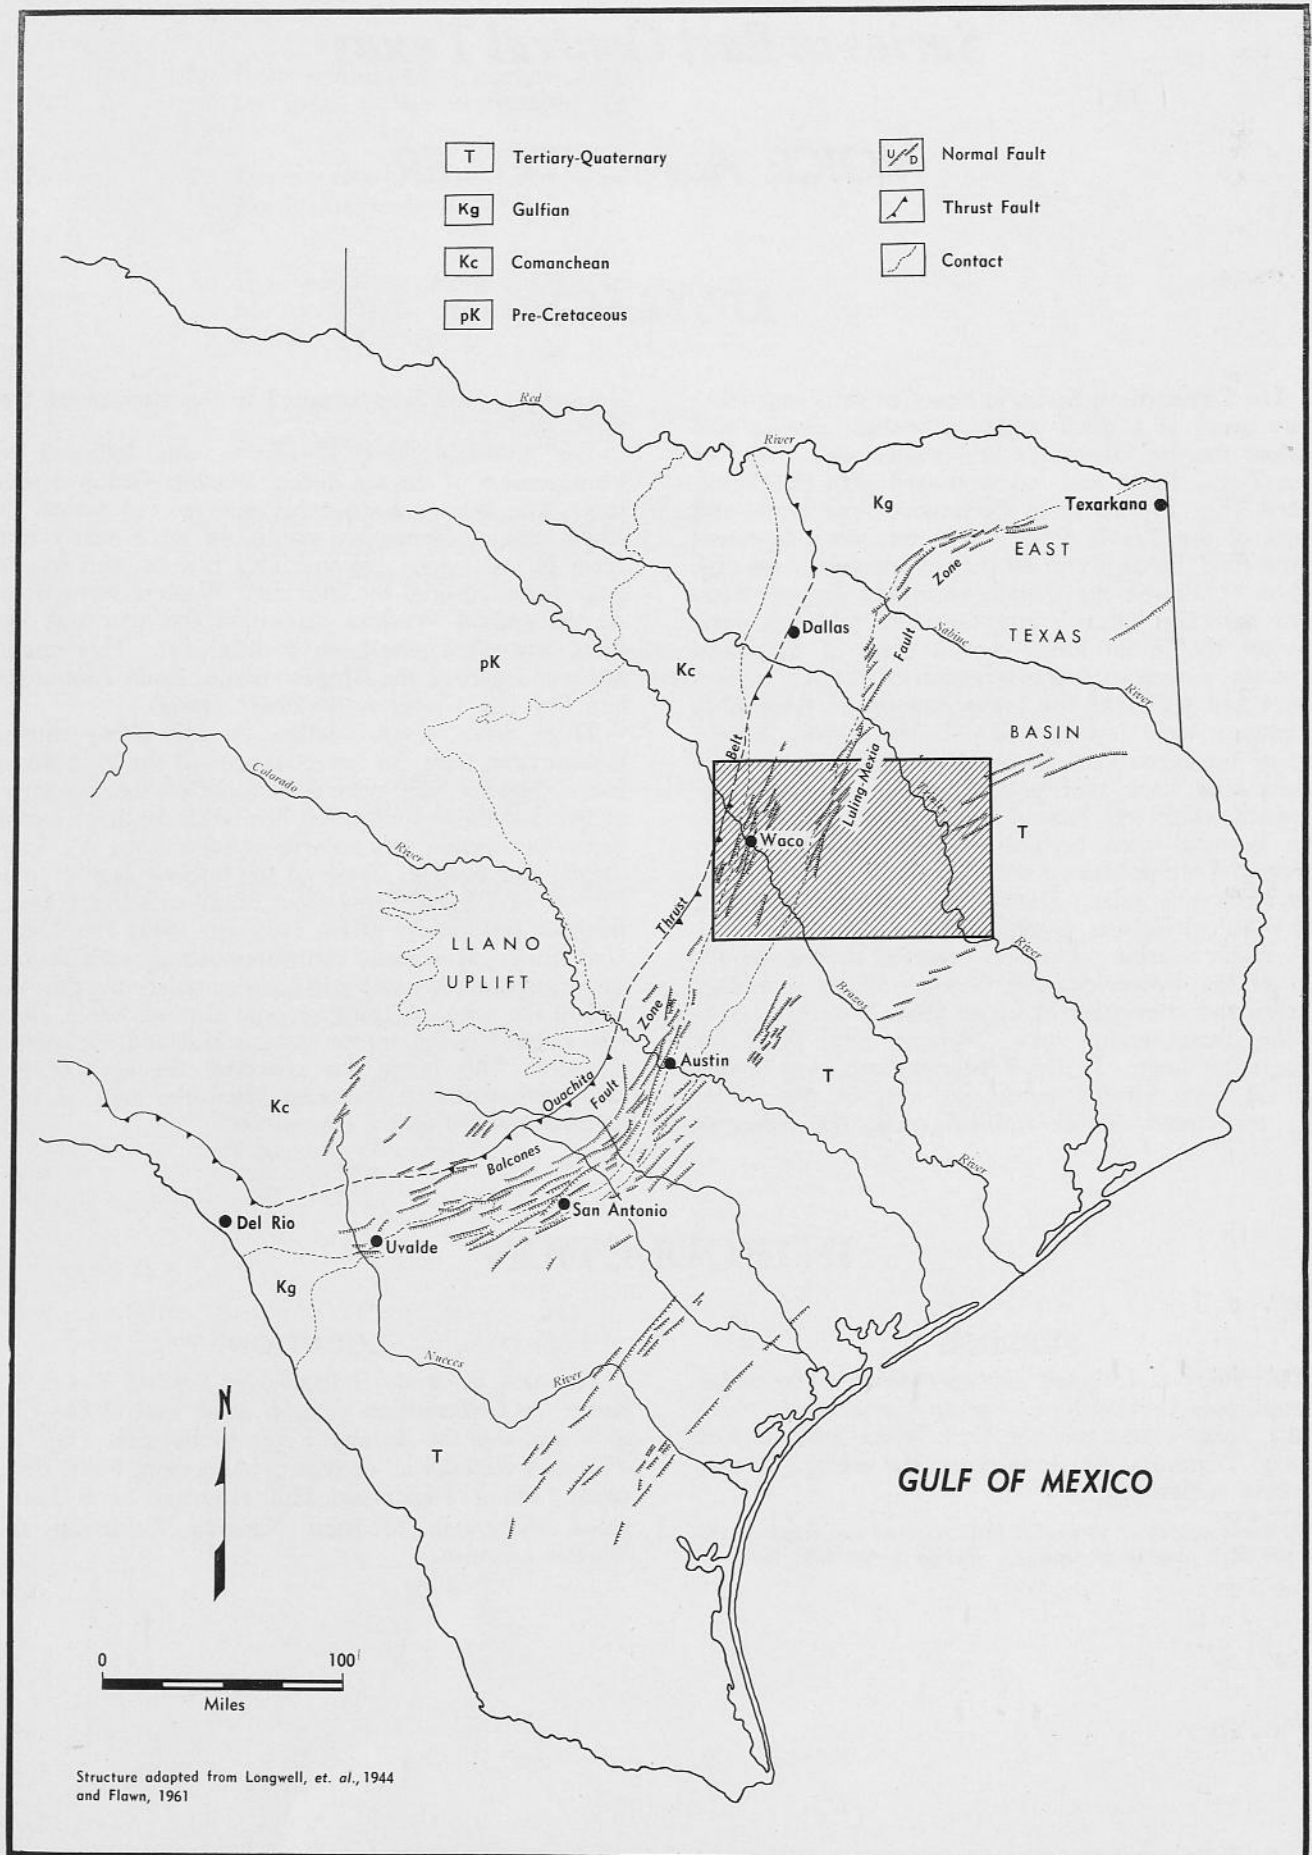 T Tertiary-Quaternary
Kg Gulfian
Kc Comanchean
pK Pre-Cretaceous
U/D Normal Fault
Thrust Fault
Contact
Red
River
Kg
Texarkana
EAST
Zone
Dallas
Sabine
TEXAS
Fault
pK
Kc
River
BASIN
Belt
Colorado
Luling-Mexia
Trinity
T
Waco
River
Thrust
LLANO
UPLIFT
River
Brazos
Zone
Austin
T
Ouachita
Fault
Kc
Balcones
River
San Antonio
Del Rio
Uvalde
Kg
Nueces
River
N
T
GULF OF MEXICO
0 100
Miles
Structure adapted from Longwell, et. al., 1944
and Flawn, 1961